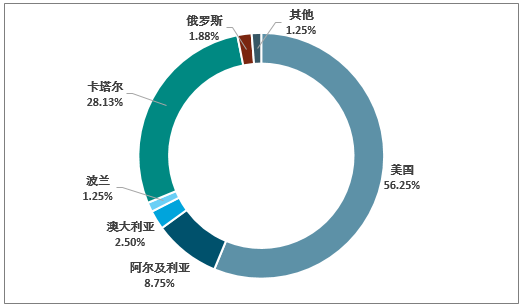 俄罗斯
1.88%
其他
1.25%
卡塔尔
28.13%
美国
56.25%
波兰
1.25%
澳大利亚
2.50%
阿尔及利亚
8.75%